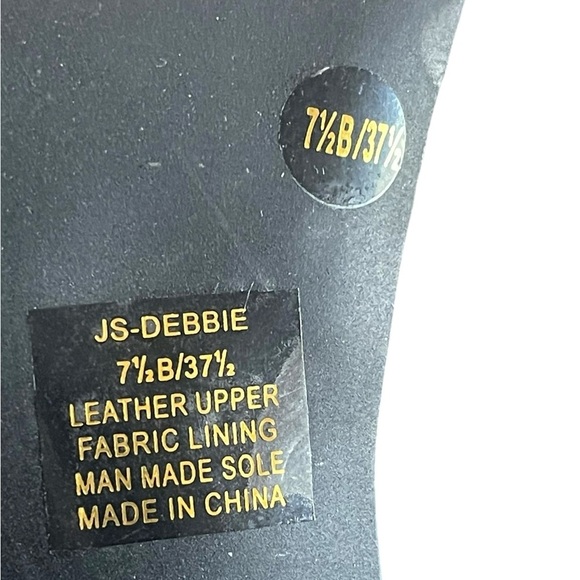 7½B/37½
JS-DEBBIE
7½B/37½
LEATHER UPPER
FABRIC LINING
MAN MADE SOLE
MADE IN CHINA